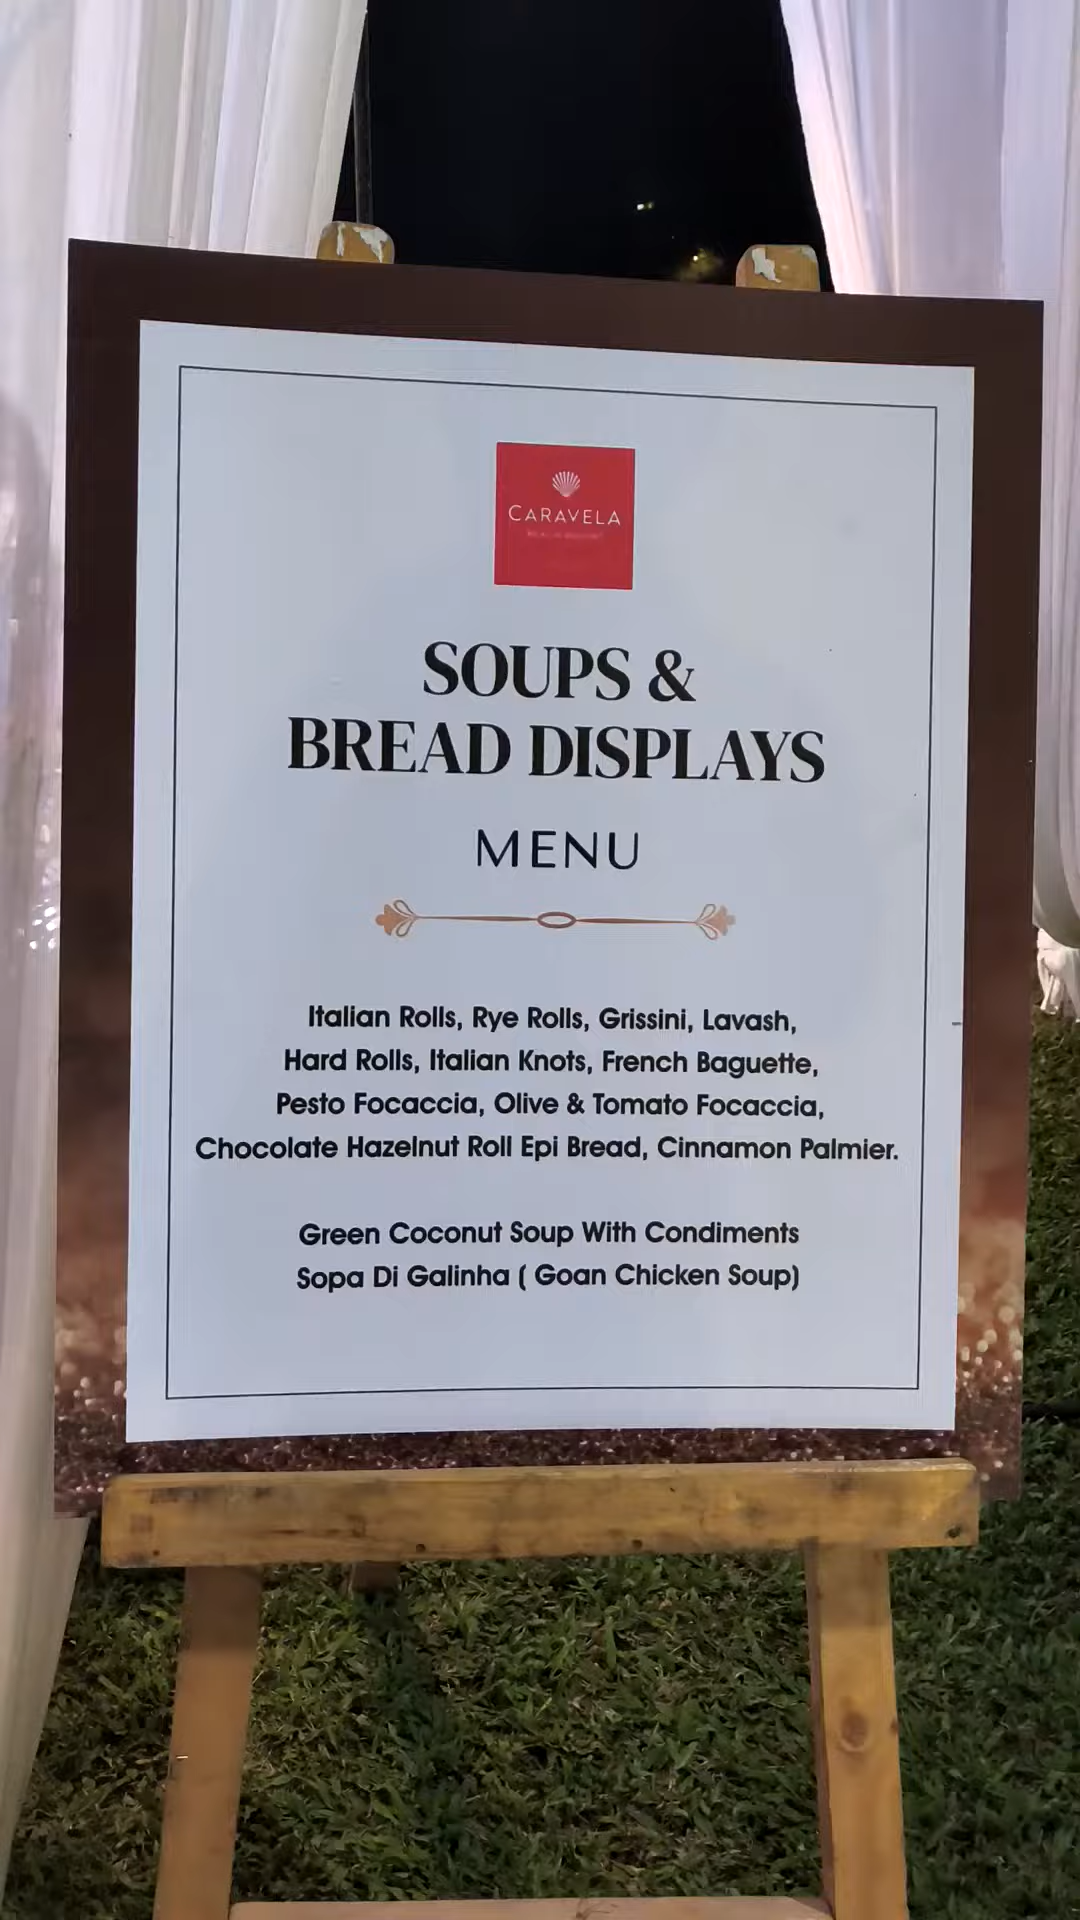 CARAVELA
SOUPS &
BREAD DISPLAYS
MENU
Italian Rolls, Rye Rolls, Grissini, Lavash,
Hard Rolls, Italian Knots, French Baguette,
Pesto Focaccia, Olive & Tomato Focaccia,
Chocolate Hazelnut Roll Epi Bread, Cinnamon Palmier.
Green Coconut Soup With Condiments
Sopa Di Galinha ( Goan Chicken Soup)